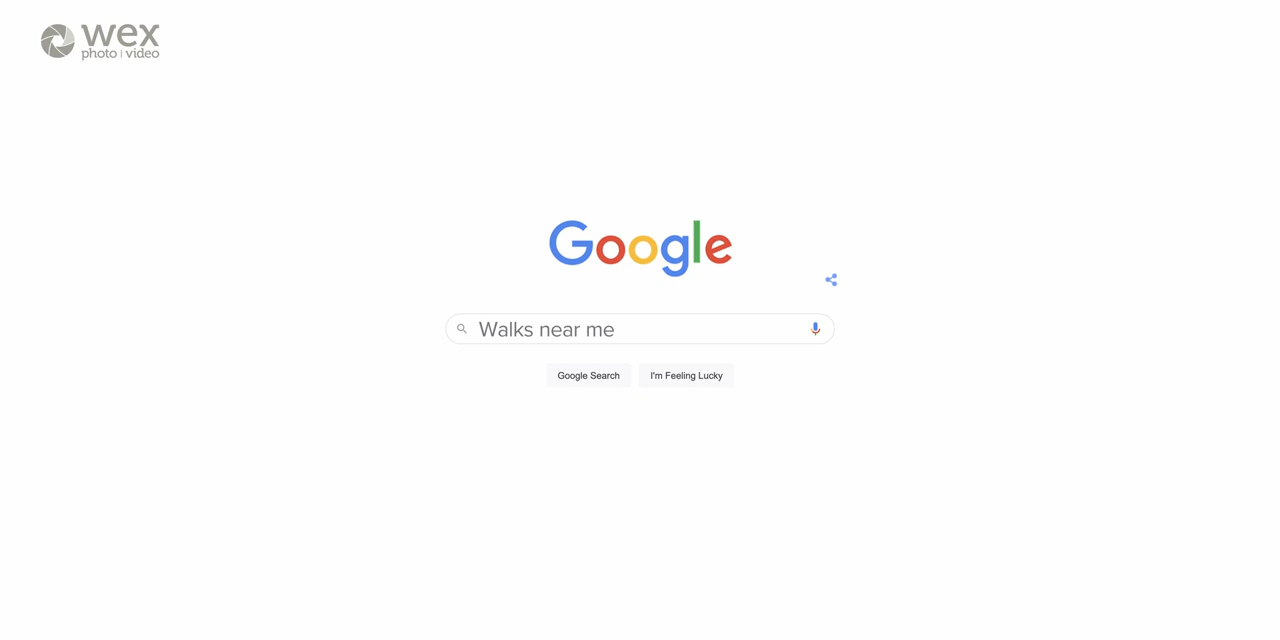 wex
photo | video
Google
Walks near me
Google Search
I'm Feeling Lucky